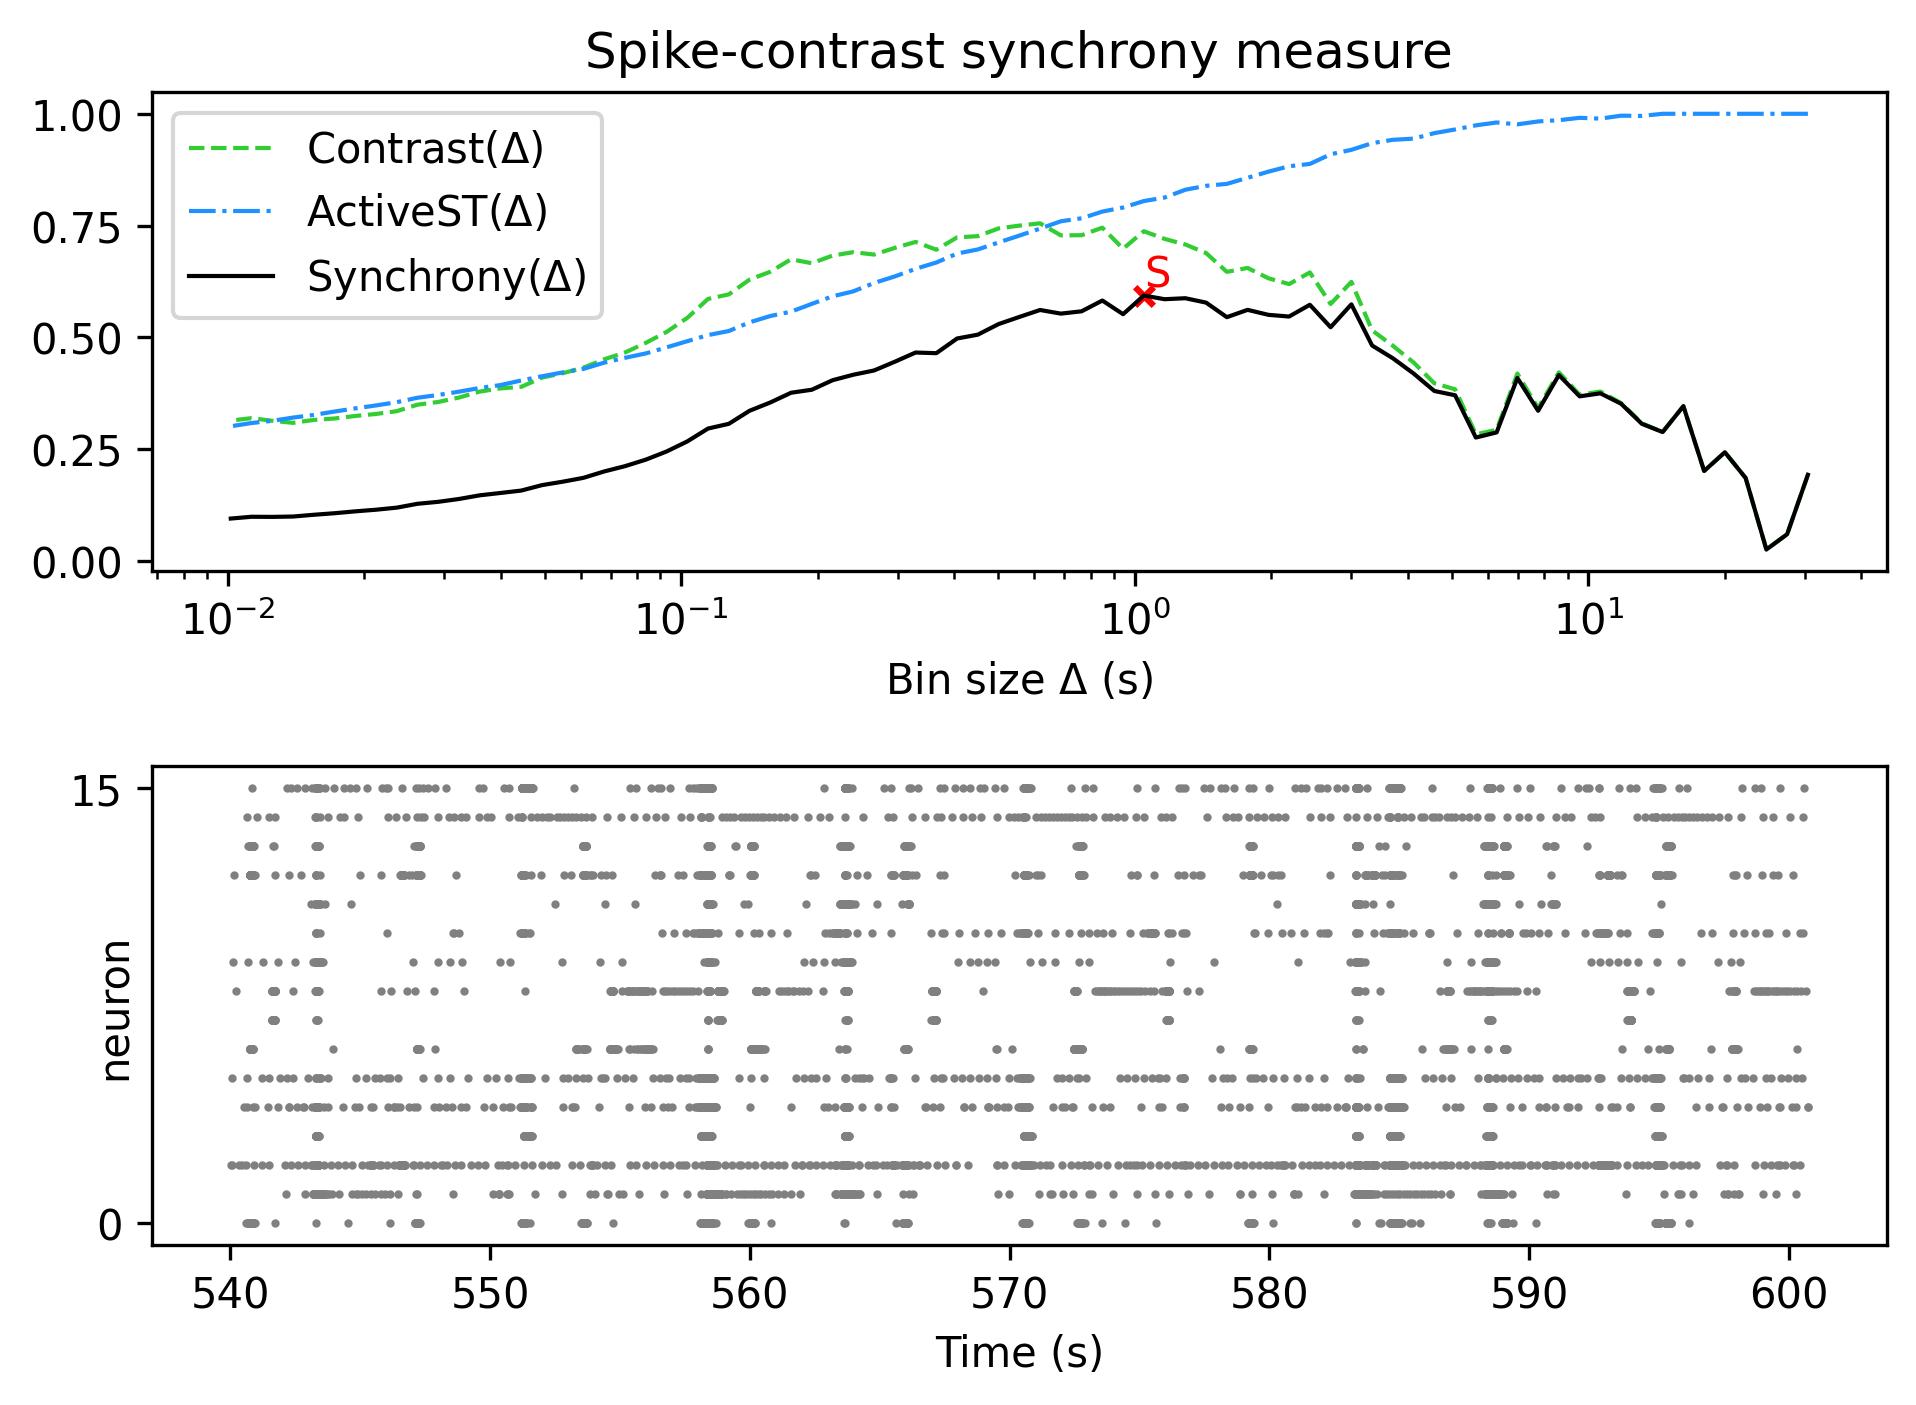 Spike-contrast synchrony measure
1.00
0.75
0.50
0.25
0.00
Contrast(Δ)
ActiveST(Δ)
Synchrony(Δ)
S
10⁻² 10⁻¹ 10⁰ 10¹
Bin size Δ (s)
15
0
neuron
540 550 560 570 580 590 600
Time (s)